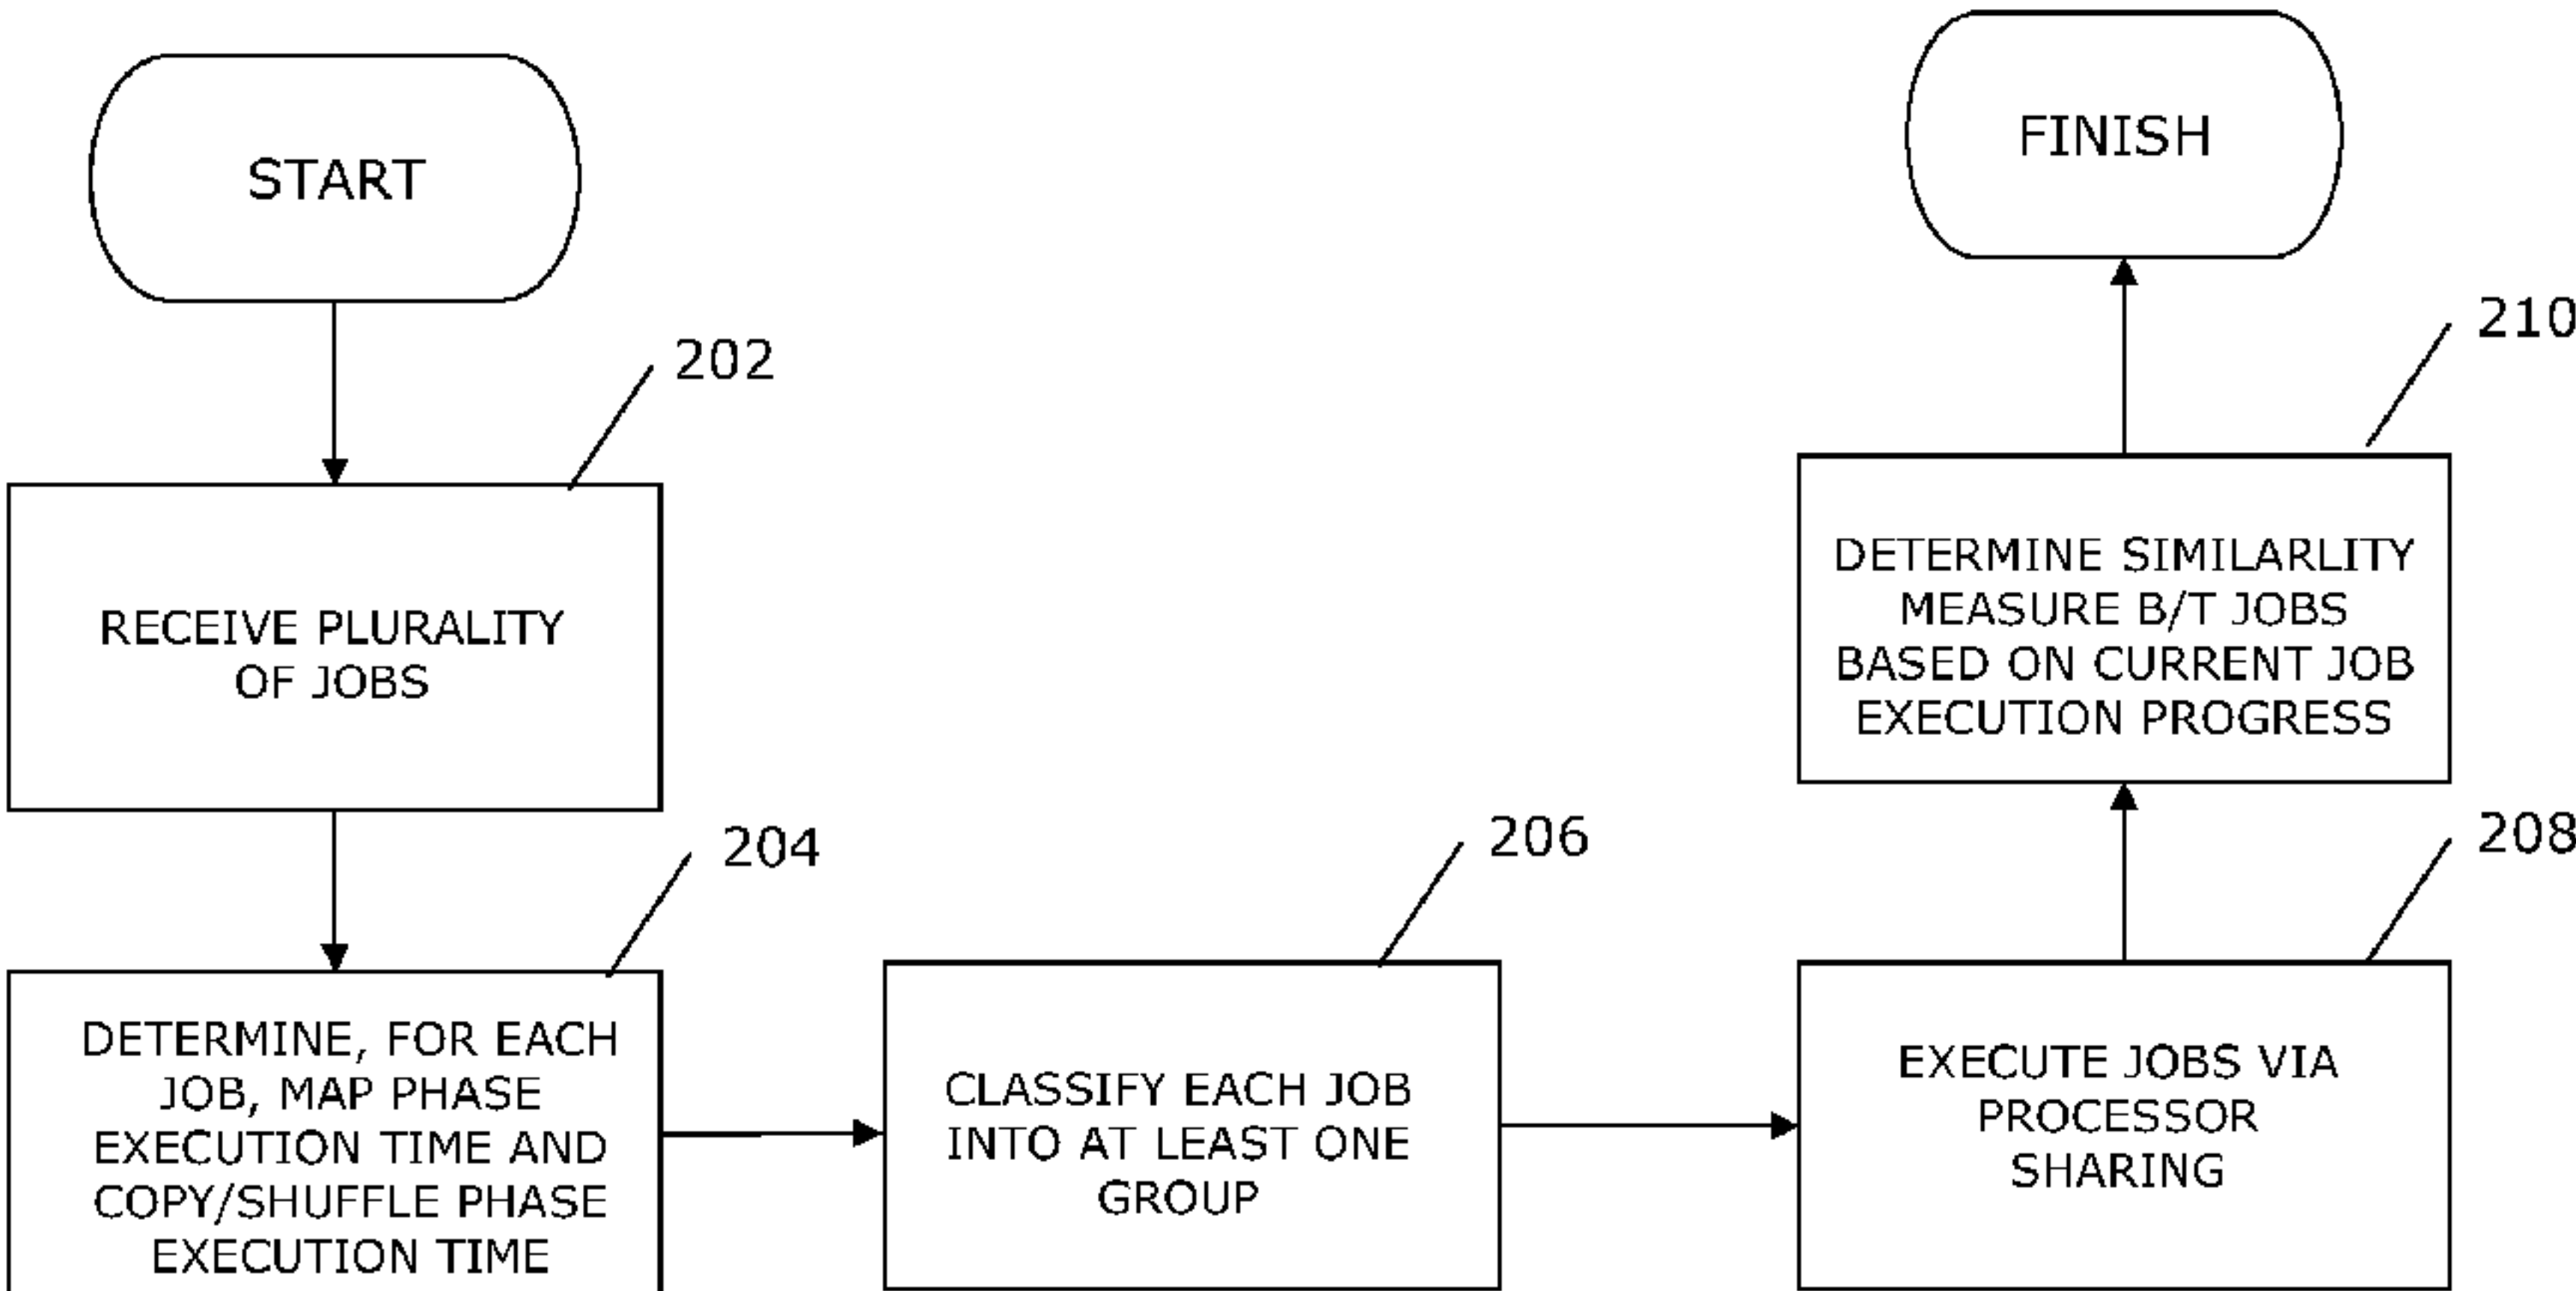 START
202
RECEIVE PLURALITY
OF JOBS
204
DETERMINE, FOR EACH
JOB, MAP PHASE
EXECUTION TIME AND
COPY/SHUFFLE PHASE
EXECUTION TIME
206
CLASSIFY EACH JOB
INTO AT LEAST ONE
GROUP
208
EXECUTE JOBS VIA
PROCESSOR
SHARING
210
DETERMINE SIMILARLITY
MEASURE B/T JOBS
BASED ON CURRENT JOB
EXECUTION PROGRESS
FINISH